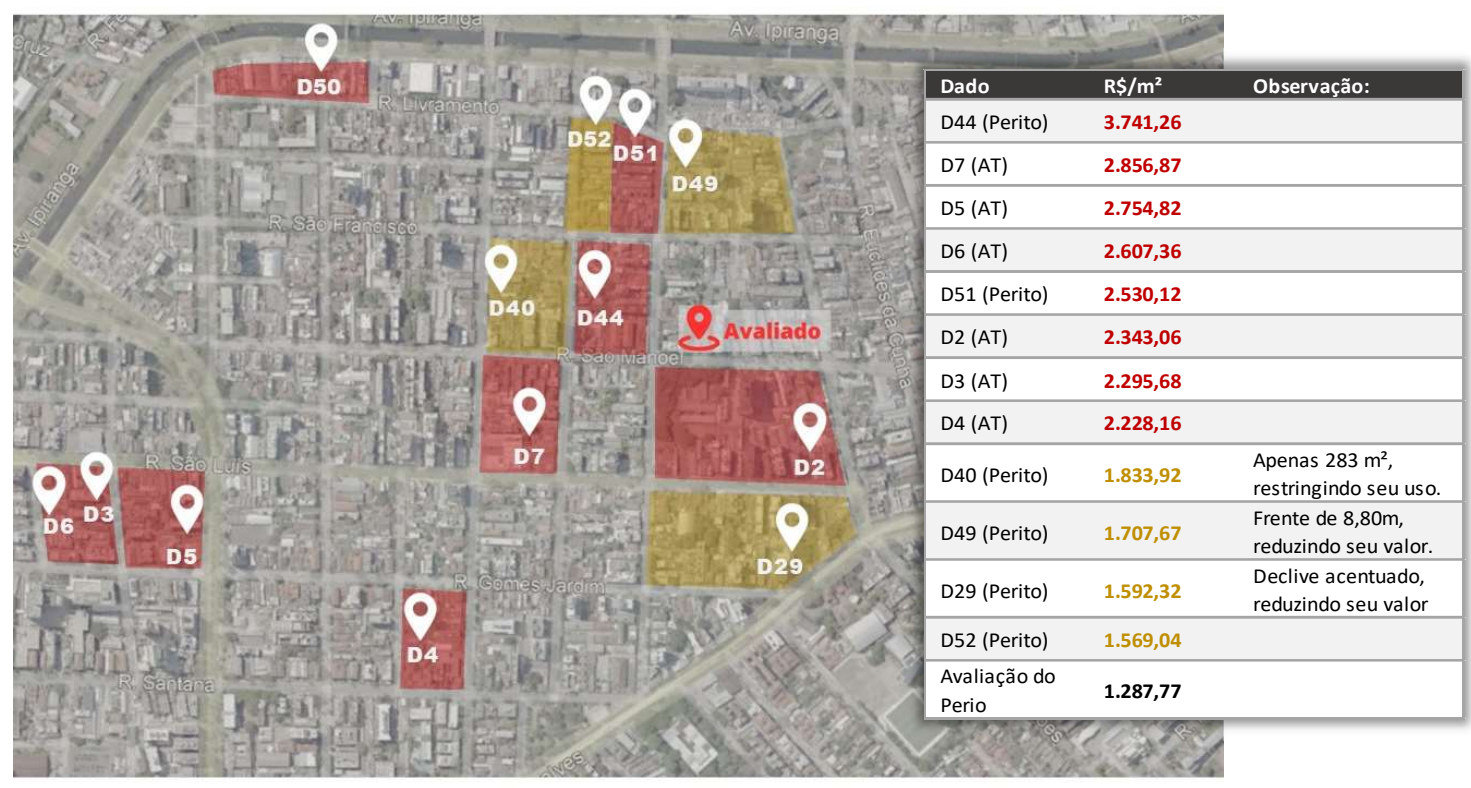 Av. Ipiranga
Av. Ipiranga
Cruz
D50
R. Livramento
D52
D51
D49
Av. Ipiranga
R. São Francisco
R. Euclides da Cunha
D40
D44
Avaliado
R. São Manoel
D7
D2
R. São Luís
D6
D3
D5
D29
R. Gomes Jardim
D4
R. Santana
Dado R$/m² Observação:
D44 (Perito) 3.741,26
D7 (AT) 2.856,87
D5 (AT) 2.754,82
D6 (AT) 2.607,36
D51 (Perito) 2.530,12
D2 (AT) 2.343,06
D3 (AT) 2.295,68
D4 (AT) 2.228,16
D40 (Perito) 1.833,92 Apenas 283 m²,
restringindo seu uso.
D49 (Perito) 1.707,67 Frente de 8,80m,
reduzindo seu valor.
D29 (Perito) 1.592,32 Declive acentuado,
reduzindo seu valor
D52 (Perito) 1.569,04
Avaliação do
Perio 1.287,77